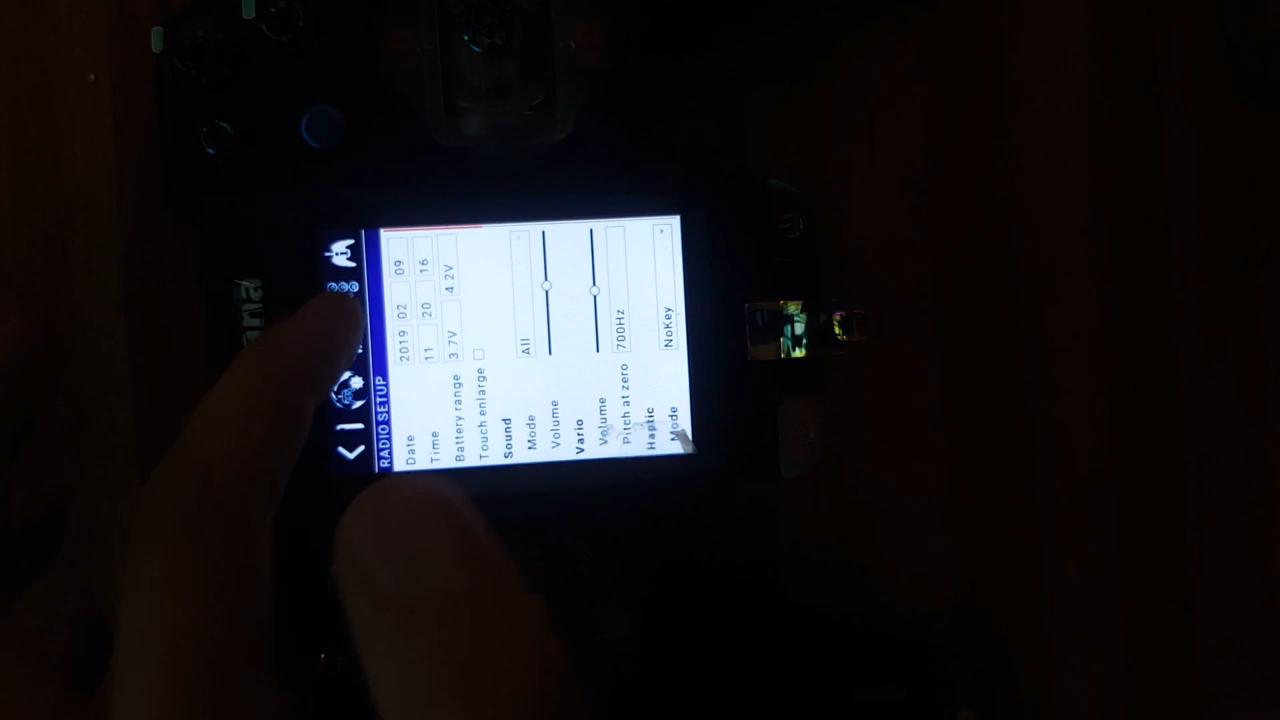 RADIO SETUP
Date 2019 02 09
Time 11 20 16
Battery range 3.7V 4.2V
Touch enlarge
Sound
Mode All
Volume
Vario
Volume
Pitch at zero 700Hz
Haptic
Mode NoKey